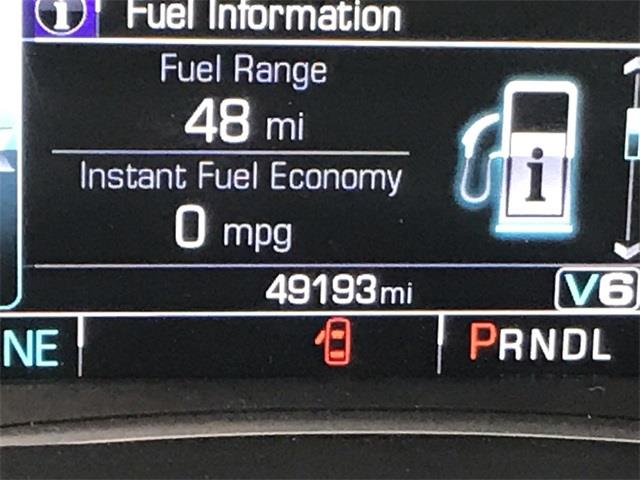 Fuel Information
Fuel Range
48 mi
Instant Fuel Economy
0 mpg
49193mi
V6
NE
PRNDL